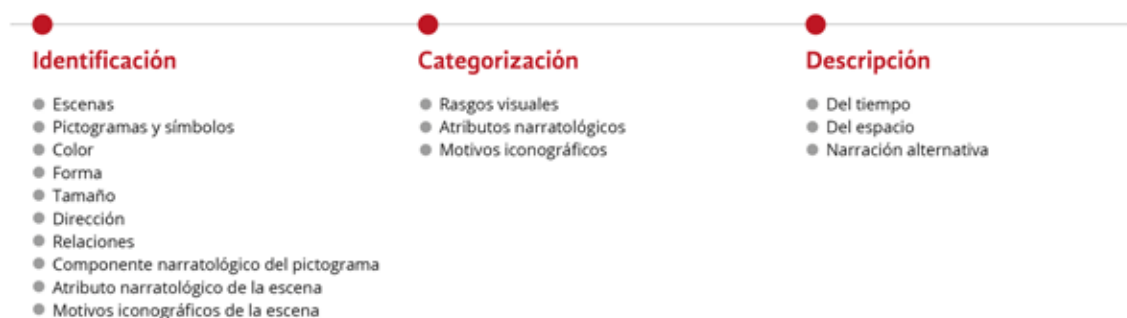 Identificación
Escenas
Pictogramas y símbolos
Color
Forma
Tamaño
Dirección
Relaciones
Componente narratológico del pictograma
Atributo narratológico de la escena
Motivos iconográficos de la escena
Categorización
Rasgos visuales
Atributos narratológicos
Motivos iconográficos
Descripción
Del tiempo
Del espacio
Narración alternativa